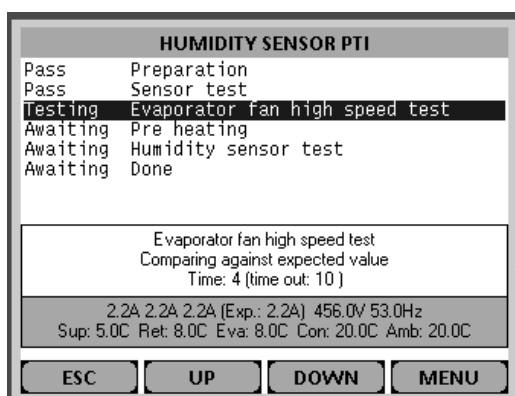 HUMIDITY SENSOR PTI
Pass Preparation
Pass Sensor test
Testing Evaporator fan high speed test
Awaiting Pre heating
Awaiting Humidity sensor test
Awaiting Done
Evaporator fan high speed test
Comparing against expected value
Time: 4 (time out: 10 )
2.2A 2.2A 2.2A (Exp.: 2.2A) 456.0V 53.0Hz
Sup: 5.0C Ret: 8.0C Eva: 8.0C Con: 20.0C Amb: 20.0C
ESC UP DOWN MENU